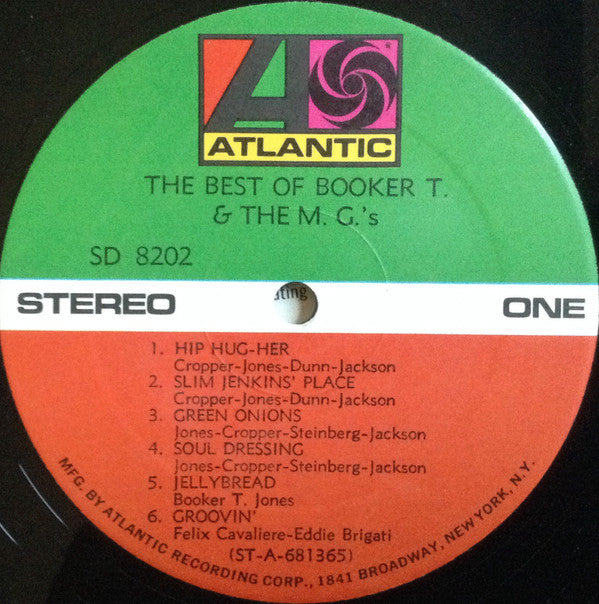 ATLANTIC
®
THE BEST OF BOOKER T.
& THE M. G.'s
SD 8202
STEREO
ating
ONE
1. HIP HUG-HER
Cropper-Jones-Dunn-Jackson
2. SLIM JENKINS' PLACE
Cropper-Jones-Dunn-Jackson
3. GREEN ONIONS
Jones-Cropper-Steinberg-Jackson
4. SOUL DRESSING
Jones-Cropper-Steinberg-Jackson
5. JELLYBREAD
Booker T. Jones
6. GROOVIN'
Felix Cavaliere-Eddie Brigati
(ST-A-681365)
MFG. BY ATLANTIC RECORDING CORP., 1841 BROADWAY, NEW YORK, N.Y.